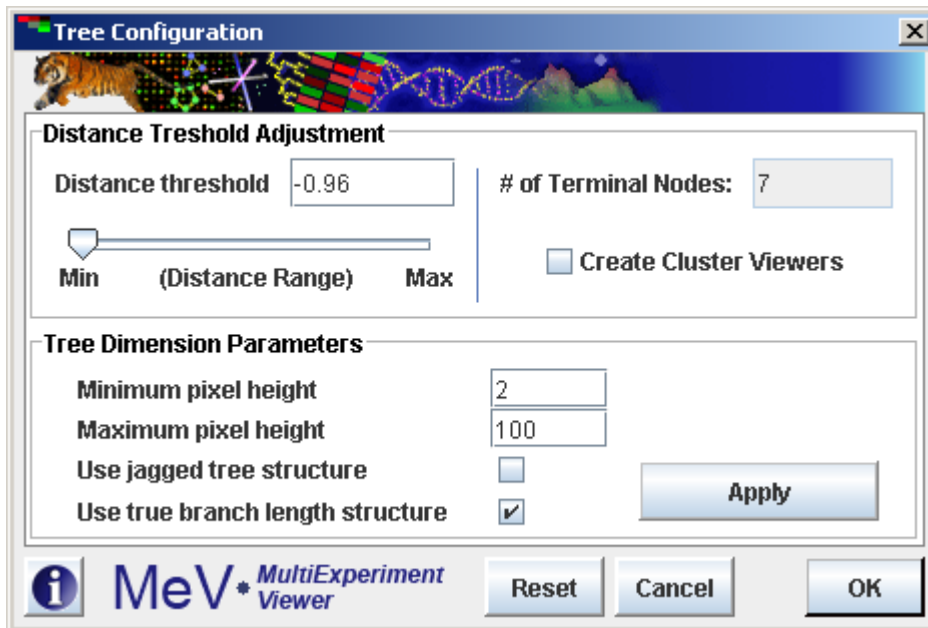 Tree Configuration
Distance Treshold Adjustment
Distance threshold -0.96 # of Terminal Nodes: 7
Min (Distance Range) Max
Create Cluster Viewers
Tree Dimension Parameters
Minimum pixel height 2
Maximum pixel height 100
Use jagged tree structure
Use true branch length structure
Apply
i MeV MultiExperiment
Viewer
Reset Cancel OK